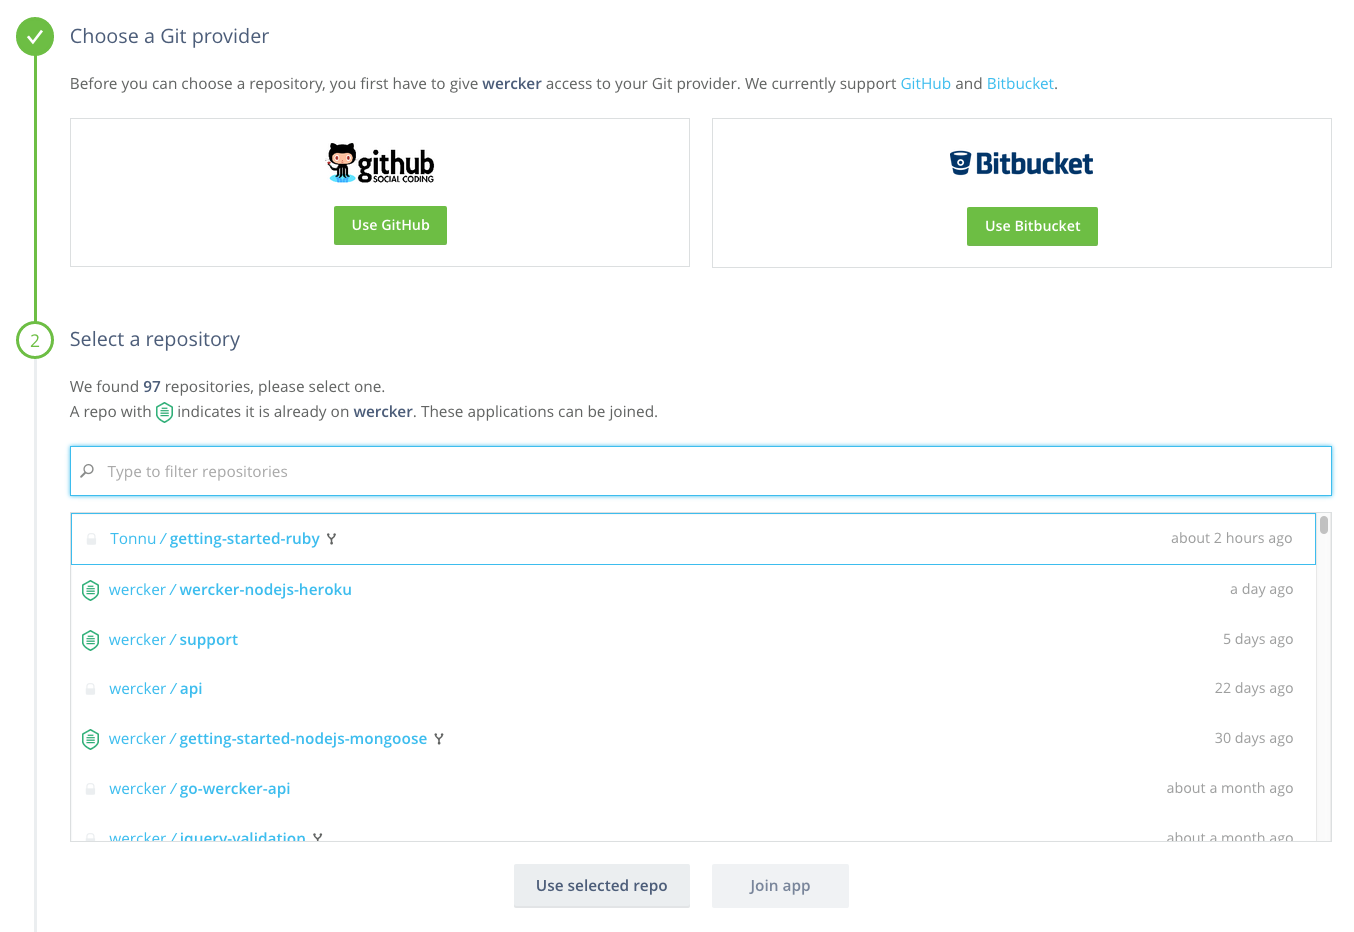 Choose a Git provider
Before you can choose a repository, you first have to give wercker access to your Git provider. We currently support GitHub and Bitbucket.
github
SOCIAL CODING
Use GitHub
Bitbucket
Use Bitbucket
2
Select a repository
We found 97 repositories, please select one.
A repo with indicates it is already on wercker. These applications can be joined.
Type to filter repositories
Tonnu / getting-started-ruby about 2 hours ago
wercker / wercker-nodejs-heroku a day ago
wercker / support 5 days ago
wercker / api 22 days ago
wercker / getting-started-nodejs-mongoose 30 days ago
wercker / go-wercker-api about a month ago
wercker / jquery-validation about a month ago
Use selected repo
Join app